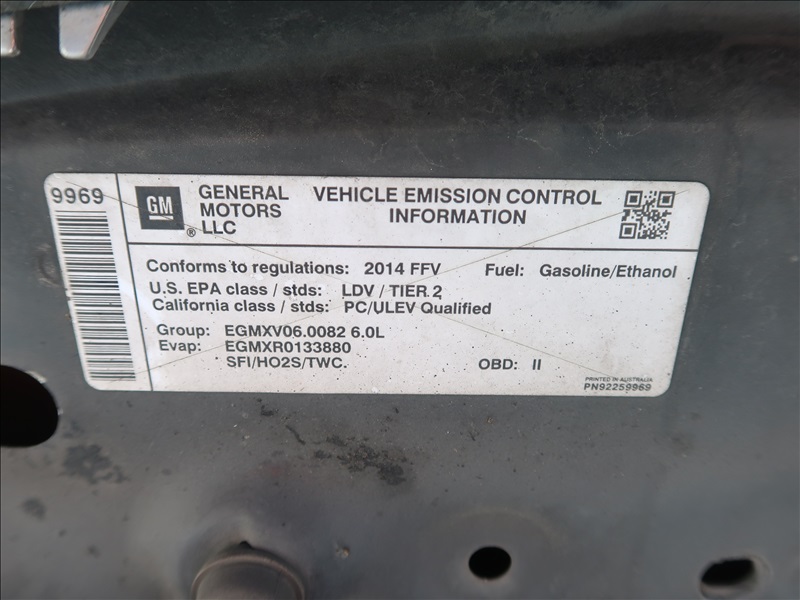 9969
GM
®
GENERAL
MOTORS
LLC
VEHICLE EMISSION CONTROL
INFORMATION
Conforms to regulations: 2014 FFV Fuel: Gasoline/Ethanol
U.S. EPA class / stds: LDV / TIER 2
California class / stds: PC/ULEV Qualified
Group: EGMXV06.0082 6.0L
Evap: EGMXR0133880
SFI/HO2S/TWC. OBD: II
PRINTED IN AUSTRALIA
PN92259969